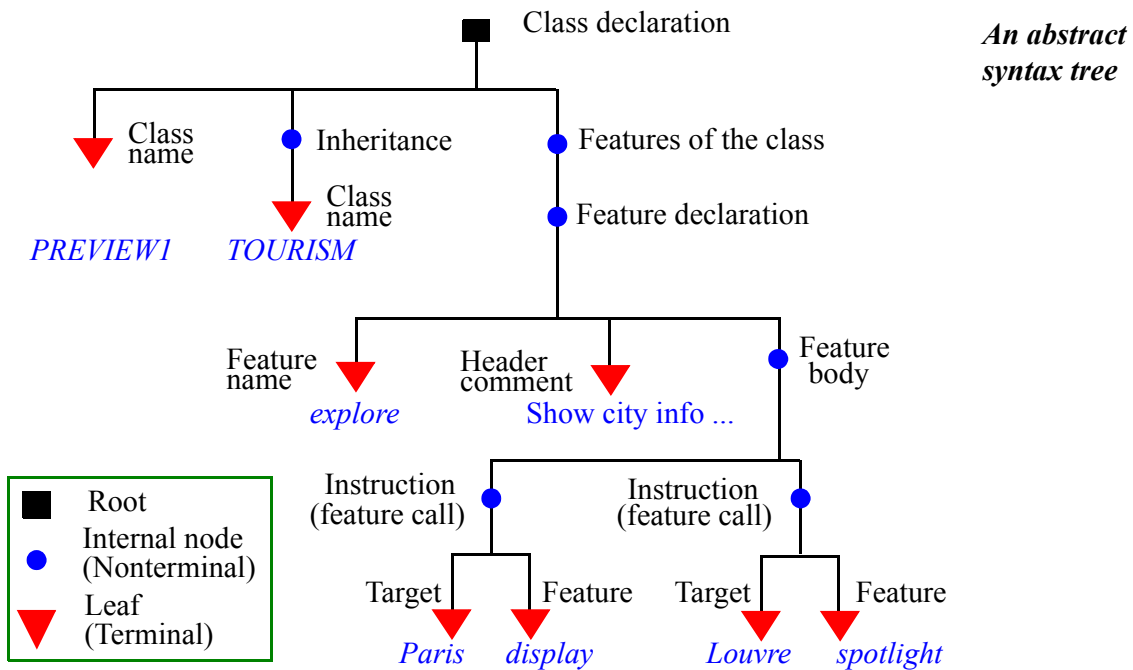 Class declaration
An abstract
syntax tree
Class
name
Inheritance
Features of the class
Class
name
Feature declaration
PREVIEW1
TOURISM
Feature
name
Header
comment
Feature
body
explore
Show city info ...
Root
Internal node
(Nonterminal)
Leaf
(Terminal)
Instruction
(feature call)
Instruction
(feature call)
Target
Feature
Target
Feature
Paris
display
Louvre
spotlight